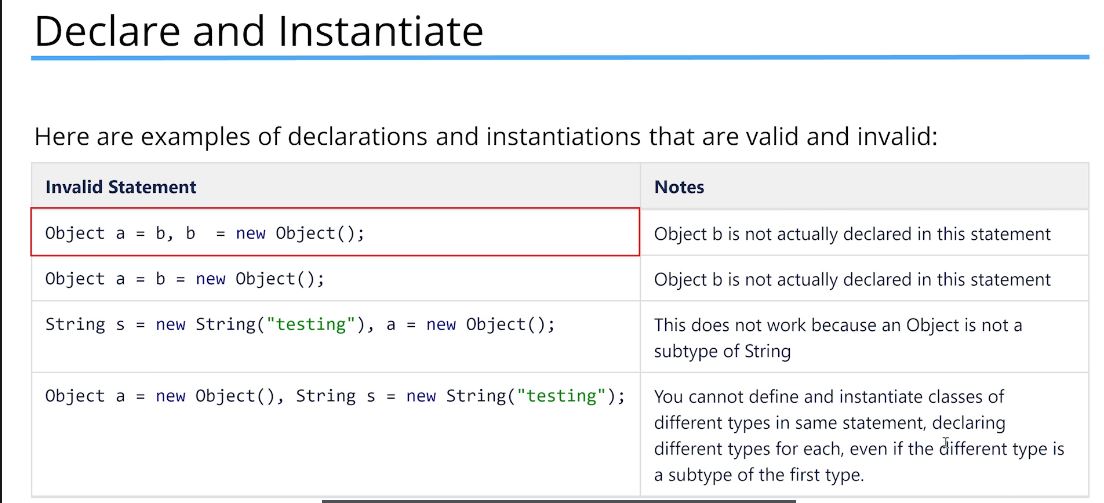 Declare and Instantiate
Here are examples of declarations and instantiations that are valid and invalid:
Invalid Statement
Notes
Object a = b, b  = new Object();
Object b is not actually declared in this statement
Object a = b = new Object();
Object b is not actually declared in this statement
String s = new String("testing"), a = new Object();
This does not work because an Object is not a
subtype of String
Object a = new Object(), String s = new String("testing");
You cannot define and instantiate classes of
different types in same statement, declaring
different types for each, even if the different type is
a subtype of the first type.